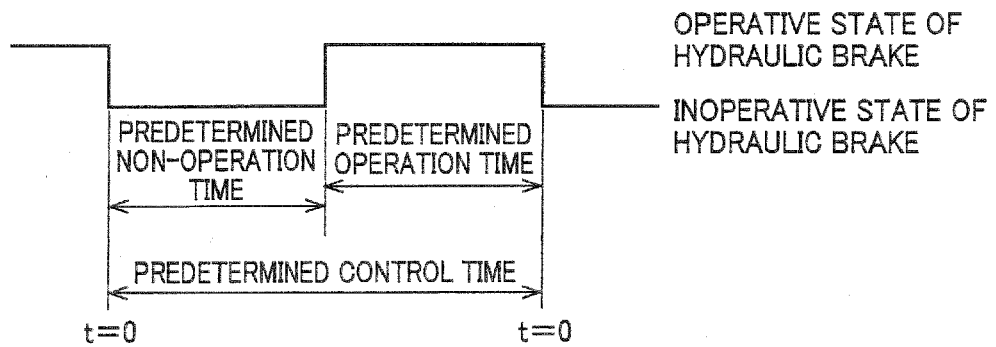 OPERATIVE STATE OF
HYDRAULIC BRAKE
INOPERATIVE STATE OF
HYDRAULIC BRAKE
PREDETERMINED
NON-OPERATION
TIME
PREDETERMINED
OPERATION TIME
PREDETERMINED CONTROL TIME
t=0
t=0